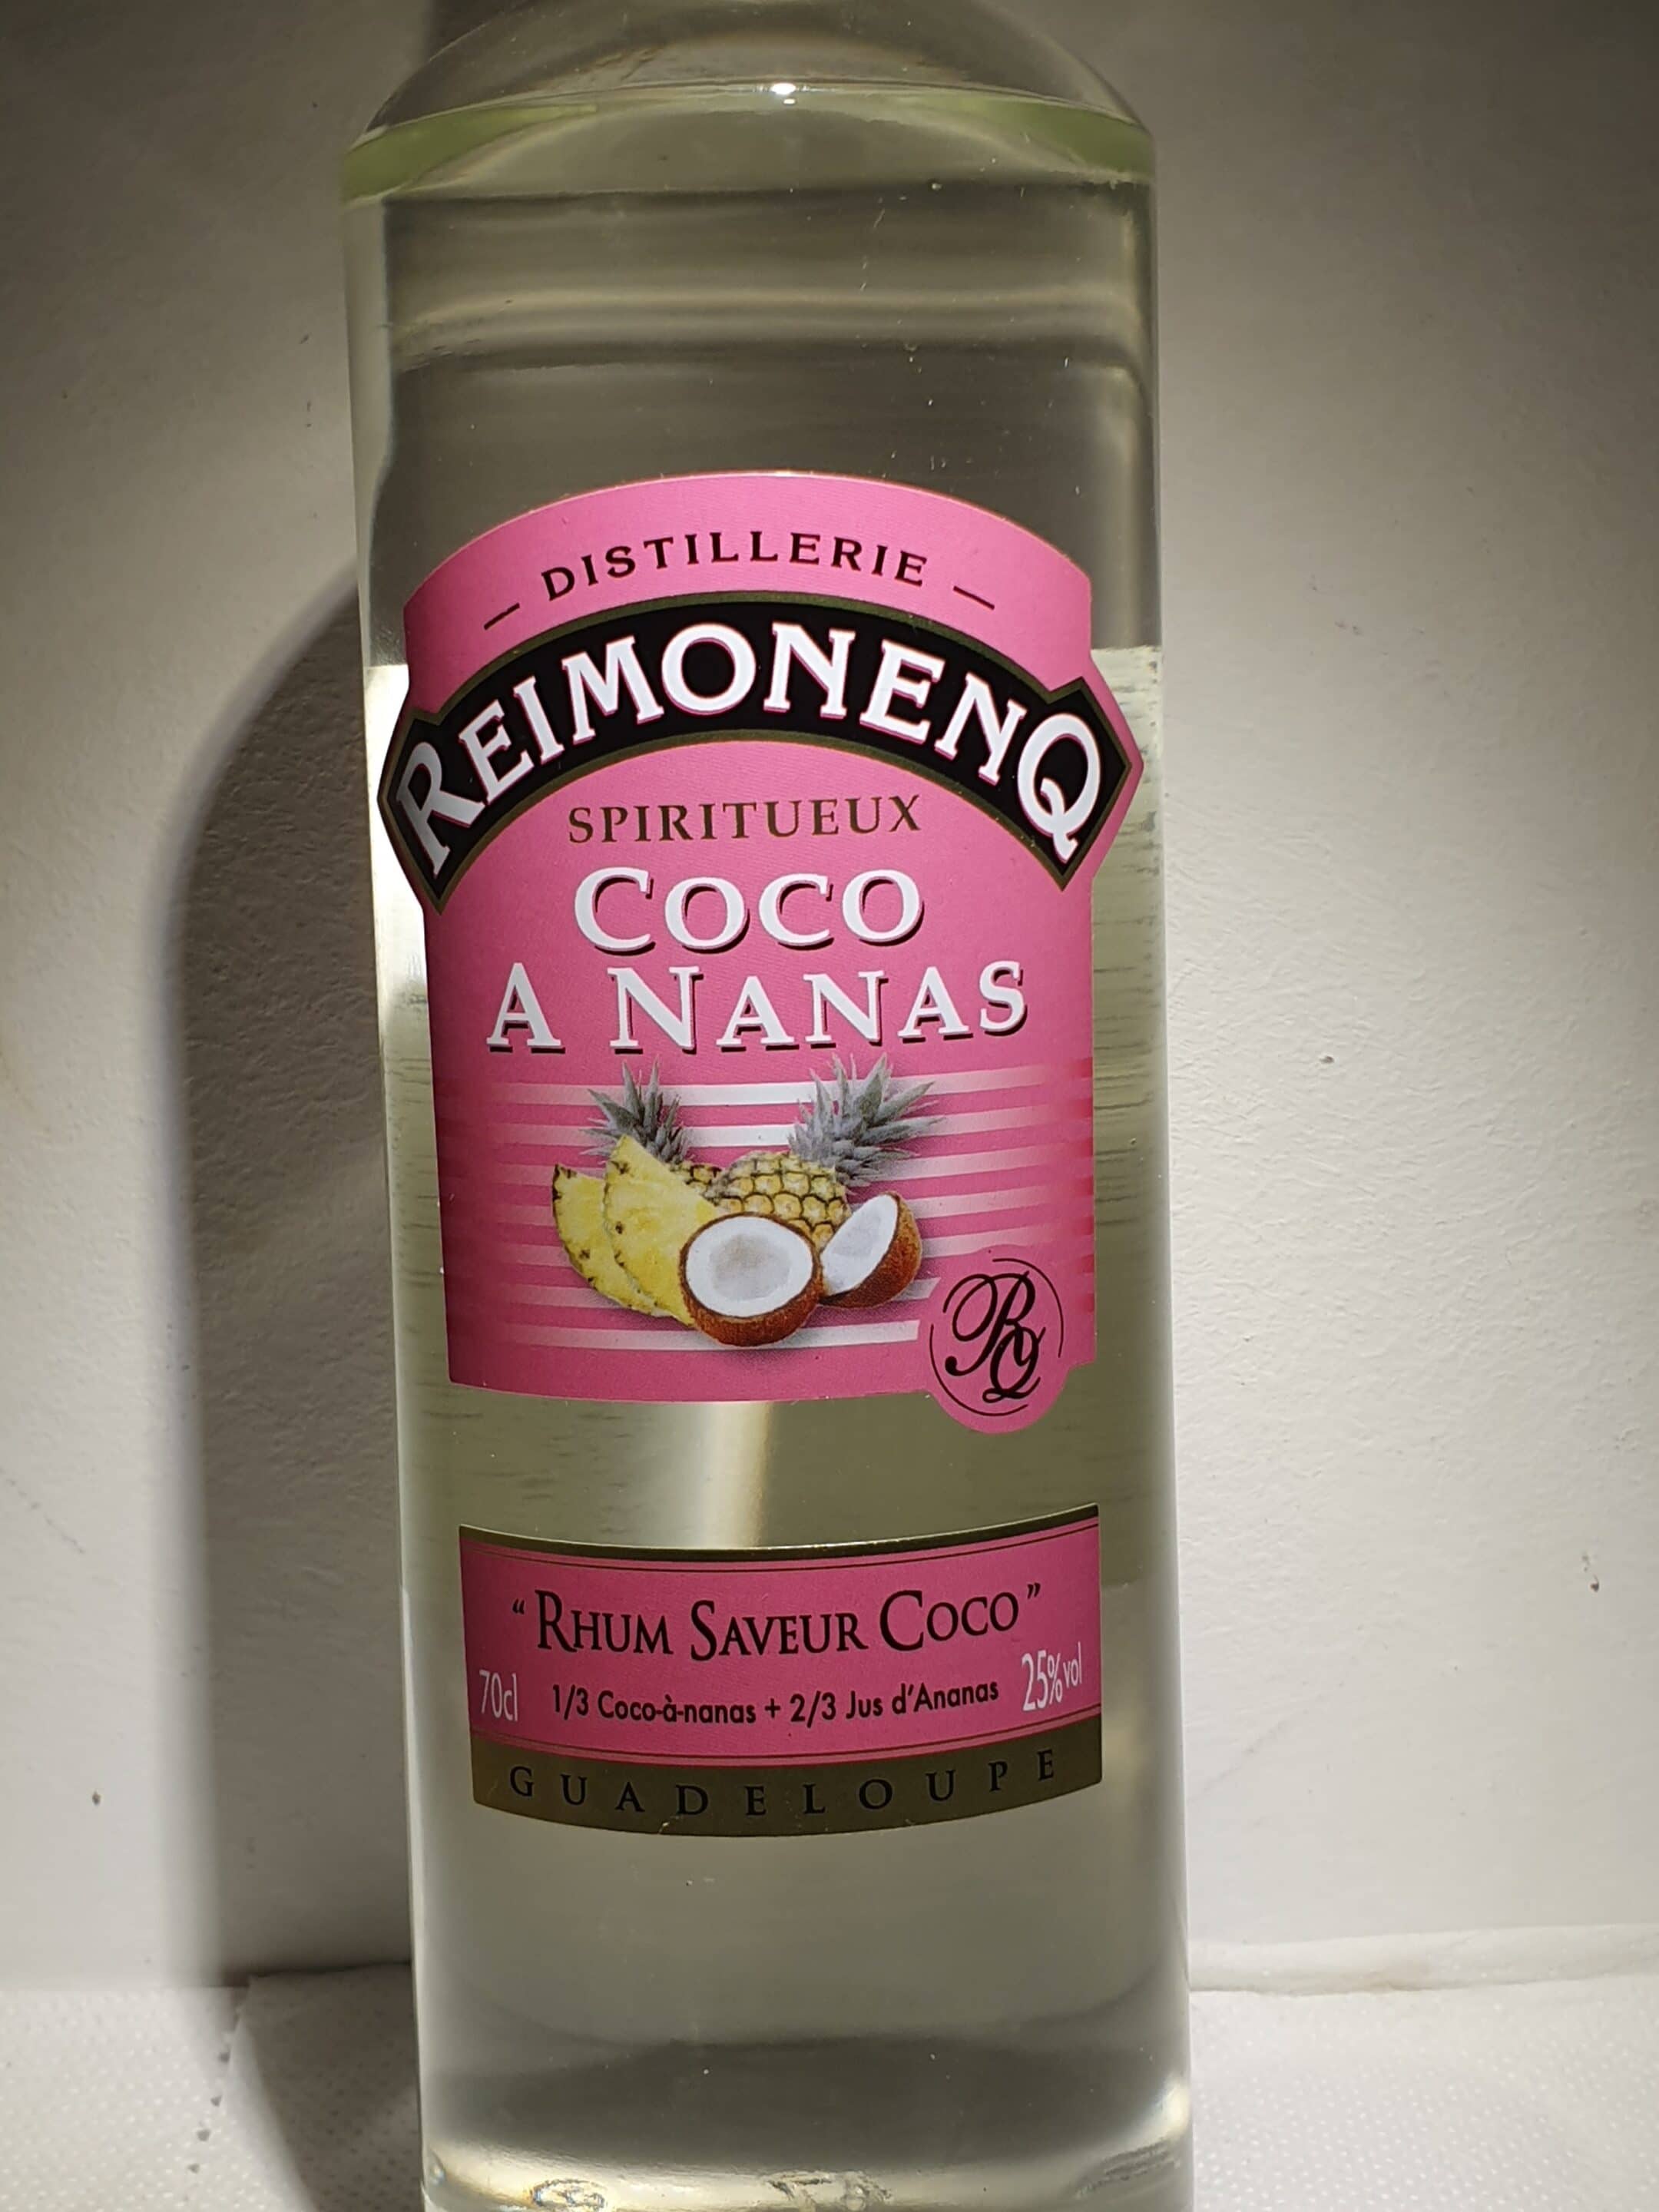 — DISTILLERIE —
REIMONENQ
SPIRITUEUX
COCO
A NANAS
RQ
“RHUM SAVEUR COCO”
70cl 1/3 Coco-à-nanas + 2/3 Jus d’Ananas 25%vol
GUADELOUPE